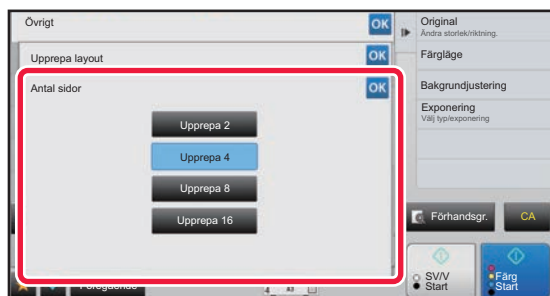 Övrigt
OK
Upprepa layout
OK
Antal sidor
OK
Upprepa 2
Upprepa 4
Upprepa 8
Upprepa 16
Original
Ändra storlek/riktning.
Färgläge
Bakgrundjustering
Exponering
Välj typ/exponering
Förhandsgr.
CA
SV/V
Start
Färg
Start